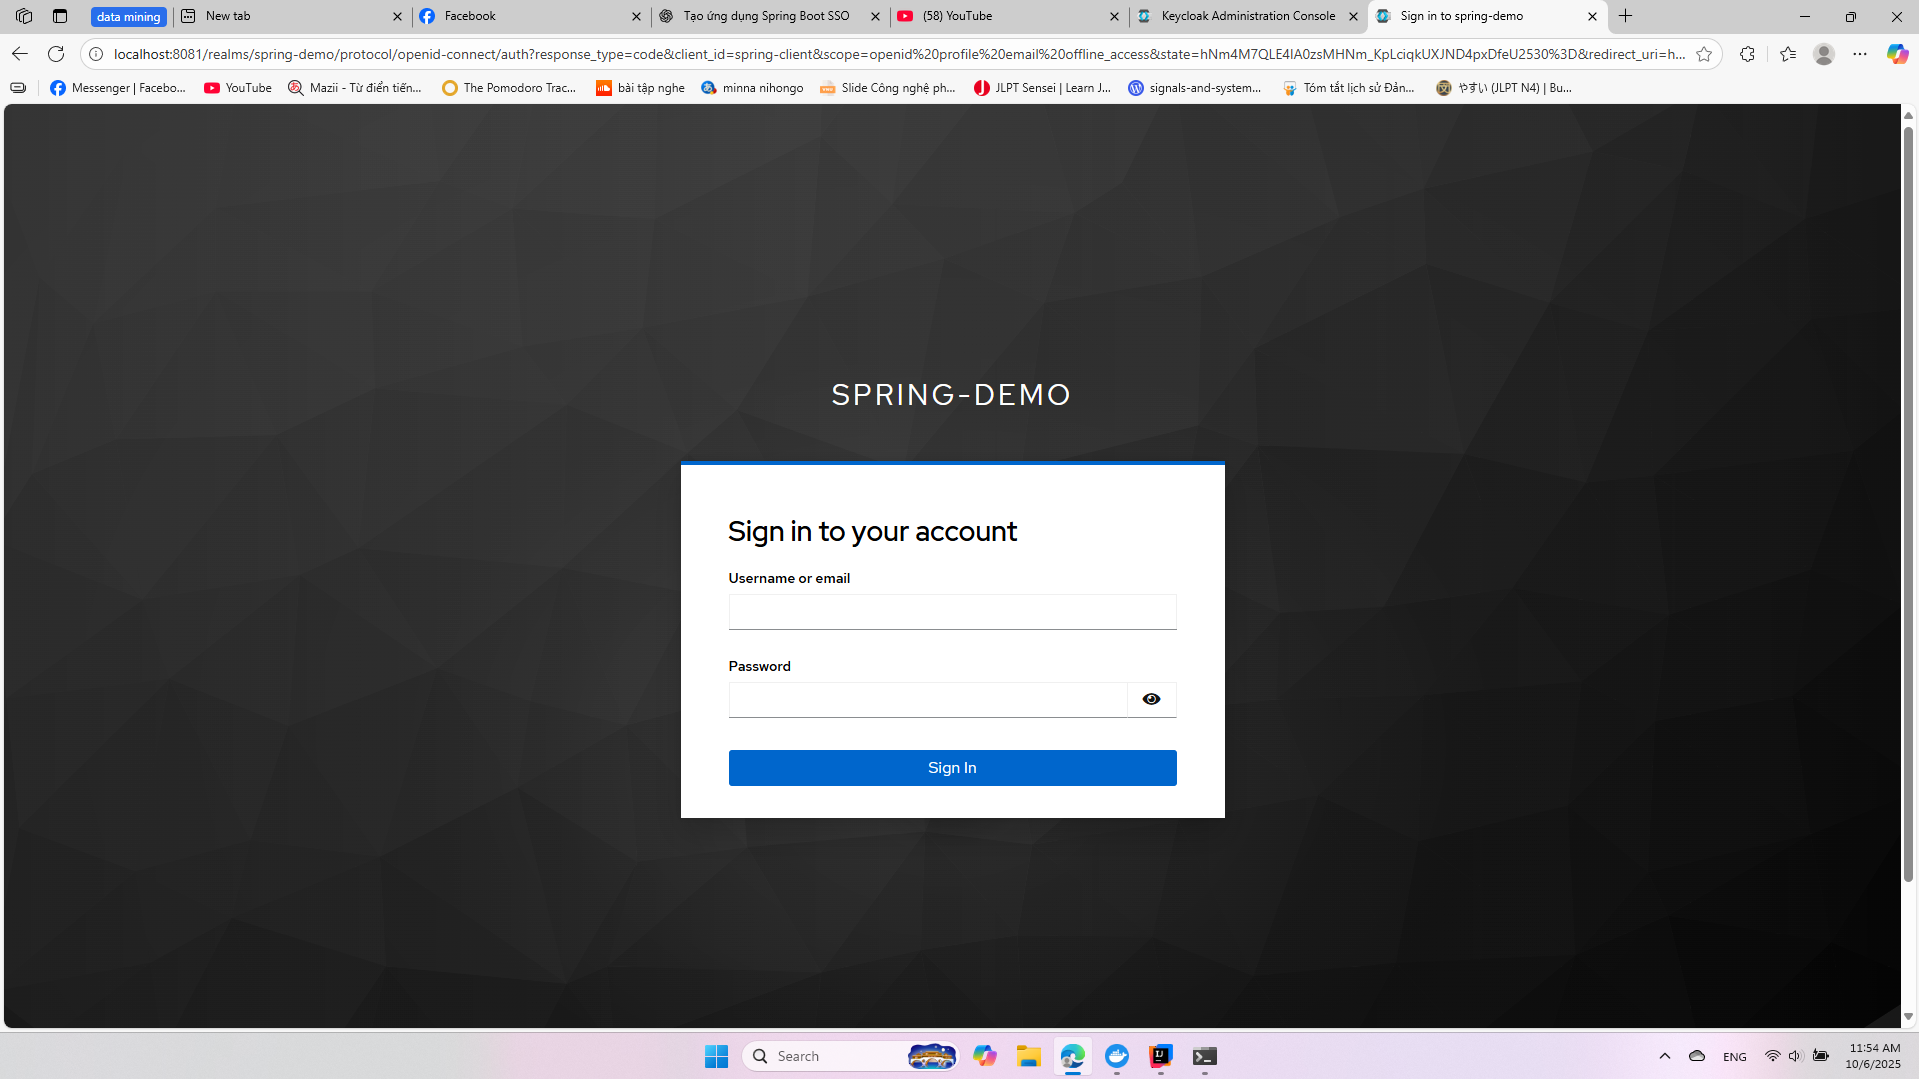 data mining
New tab
Facebook
Tạo ứng dụng Spring Boot SSO
(58) YouTube
Keycloak Administration Console
Sign in to spring-demo
localhost:8081/realms/spring-demo/protocol/openid-connect/auth?response_type=code&client_id=spring-client&scope=openid%20profile%20email%20offline_access&state=hNm4M7QLE4lA0zsMHNm_KpLciqkUXJND4pxDfeU2530%3D&redirect_uri=h...
Messenger | Facebo...
YouTube
Mazii - Từ điển tiến...
The Pomodoro Trac...
bài tập nghe
minna nihongo
Slide Công nghệ ph...
JLPT Sensei | Learn J...
signals-and-system...
Tóm tắt lịch sử Đản...
やすい (JLPT N4) | Bu...
SPRING-DEMO
Sign in to your account
Username or email
Password
Sign In
Search
ENG
11:54 AM
10/6/2025